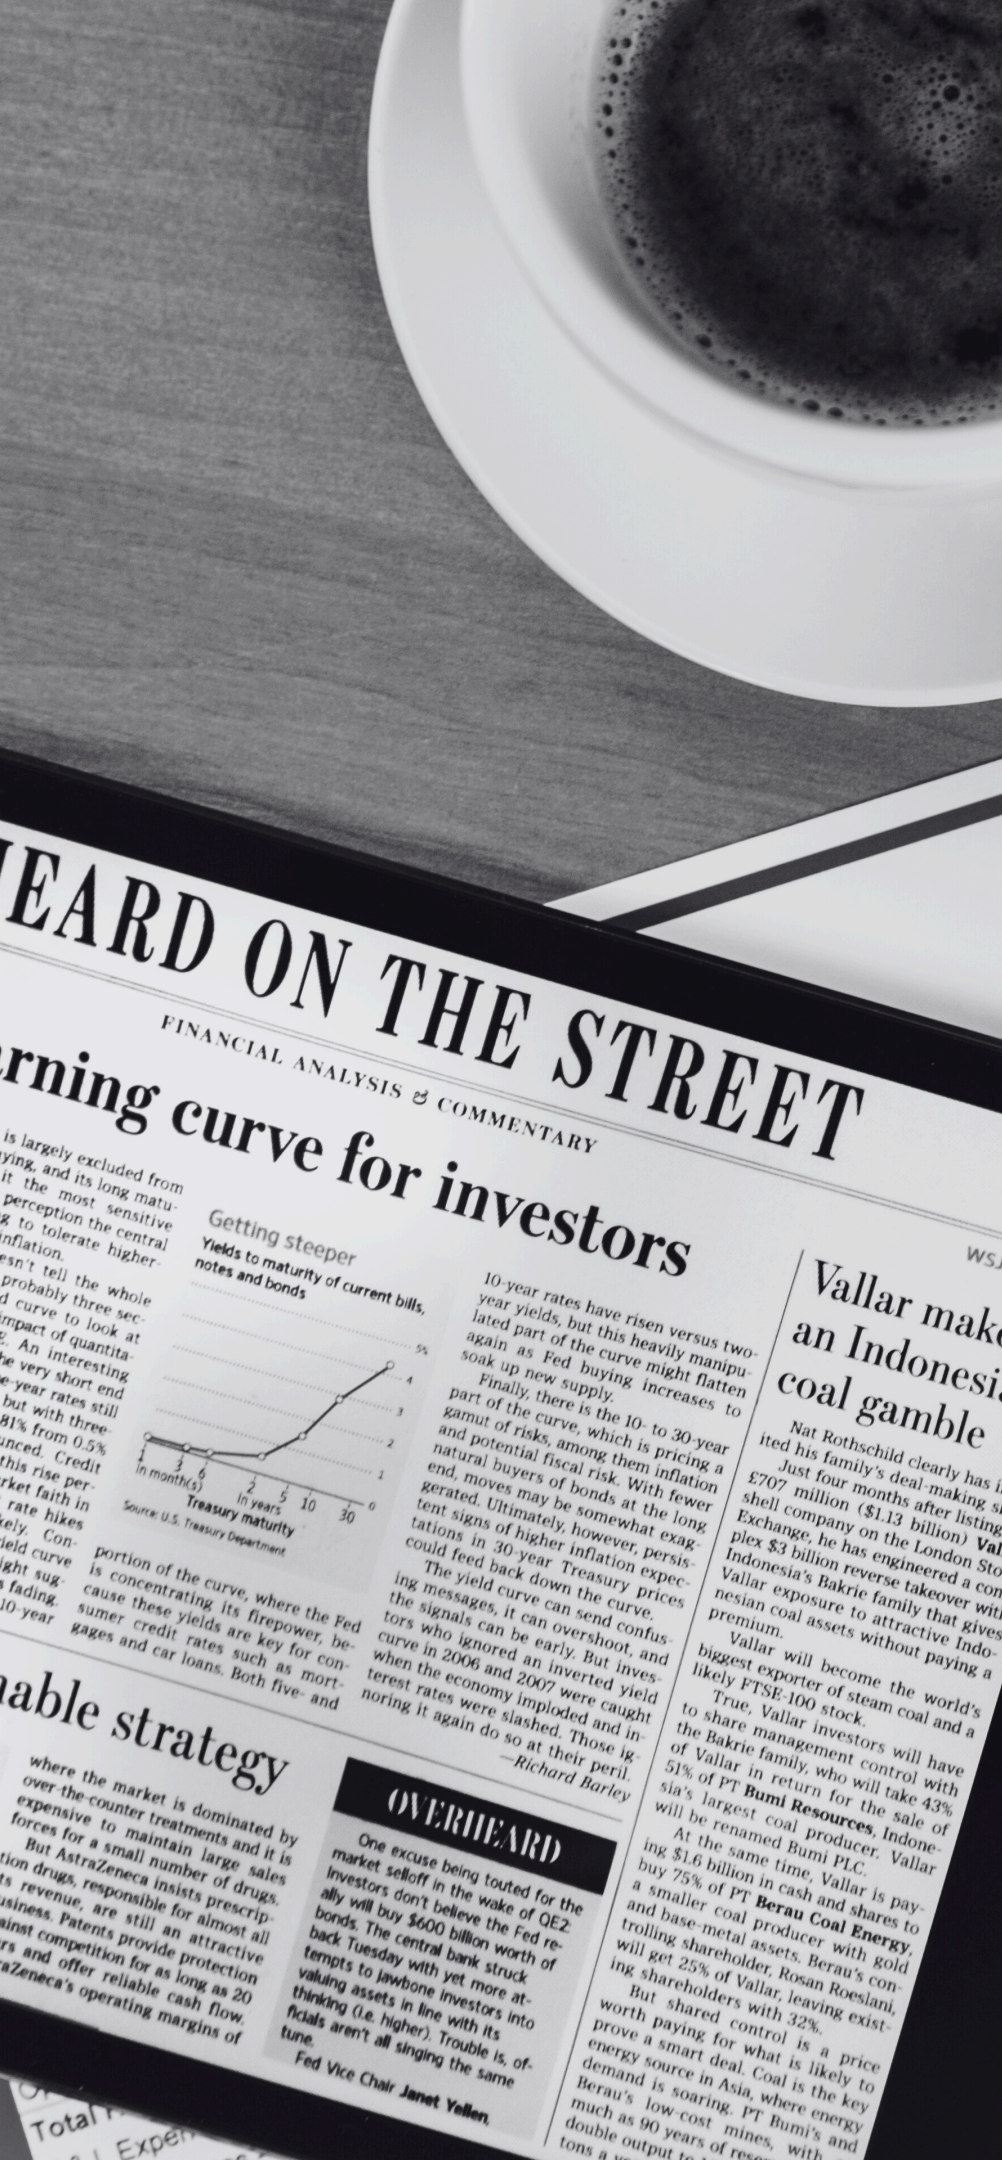 HEARD ON THE STREET
FINANCIAL ANALYSIS & COMMENTARY
curve for investors
is largely excluded from
and its long matu-
it the most sensitive
perception the central
to tolerate higher-
inflation.
tell the whole
probably three sec-
curve to look at
impact of quantita-
An interesting
very short end
rates still
but with three-
81% from 0.5%
Credit
this rise per-
faith in
rate hikes
Con-
curve
sug-
fading.
10-year
Getting steeper
Yields to maturity of current bills,
notes and bonds
5%
4
3
2
1
0
1 3 6 2 5 10 30
In month(s) In years
Treasury maturity
Source: U.S. Treasury Department
portion of the curve, where the Fed
is concentrating its firepower, be-
cause these yields are key for con-
sumer credit rates such as mort-
gages and car loans. Both five- and
10-year rates have risen versus two-
year yields, but this heavily manipu-
lated part of the curve might flatten
again as Fed buying increases to
soak up new supply.
Finally, there is the 10- to 30-year
part of the curve, which is pricing a
gamut of risks, among them inflation
and potential fiscal risk. With fewer
natural buyers of bonds at the long
end, moves may be somewhat exag-
gerated. Ultimately, however, persis-
tent signs of higher inflation expec-
tations in 30-year Treasury prices
could feed back down the curve.
The yield curve can send confus-
ing messages, it can overshoot, and
the signals can be early. But inves-
tors who ignored an inverted yield
curve in 2006 and 2007 were caught
when the economy imploded and in-
terest rates were slashed. Those ig-
noring it again do so at their peril.
—Richard Barley
strategy
where the market is dominated by
over-the-counter treatments and it is
expensive to maintain large sales
forces for a small number of drugs.
But AstraZeneca insists prescrip-
tion drugs, responsible for almost all
its revenue, are still an attractive
business. Patents provide protection
against competition for as long as 20
and offer reliable cash flow.
AstraZeneca's operating margins of
OVERHEARD
One excuse being touted for the
market selloff in the wake of QE2:
Investors don't believe the Fed re-
ally will buy $600 billion worth of
bonds. The central bank struck
back Tuesday with yet more at-
tempts to jawbone investors into
valuing assets in line with its
thinking (i.e. higher). Trouble is, of-
ficials aren't all singing the same
tune.
Fed Vice Chair Janet Yellen,
WSJ
Vallar make
an Indonesia
coal gamble
Nat Rothschild clearly has
ited his family's deal-making
Just four months after listing
£707 million ($1.13 billion)
shell company on the London
Exchange, he has engineered a com-
plex $3 billion reverse takeover with
Indonesia's Bakrie family that gives
Vallar exposure to attractive Indo-
nesian coal assets without paying a
premium.
Vallar will become the world's
biggest exporter of steam coal and a
likely FTSE-100 stock.
True, Vallar investors will have
to share management control with
the Bakrie family, who will take 43%
of Vallar in return for the sale of
51% of PT Bumi Resources, Indone-
sia's largest coal producer. Vallar
will be renamed Bumi PLC.
At the same time, Vallar is pay-
ing $1.6 billion in cash and shares to
buy 75% of PT Berau Coal Energy,
a smaller coal producer with gold
and base-metal assets. Berau's con-
trolling shareholder, Rosan Roeslani,
will get 25% of Vallar, leaving exist-
ing shareholders with 32%.
But shared control is a price
worth paying for what is likely to
prove a smart deal. Coal is the key
energy source in Asia, where energy
demand is soaring. PT Bumi's and
Berau's low-cost mines, with
much as 90 years of
double output
tons a
Total